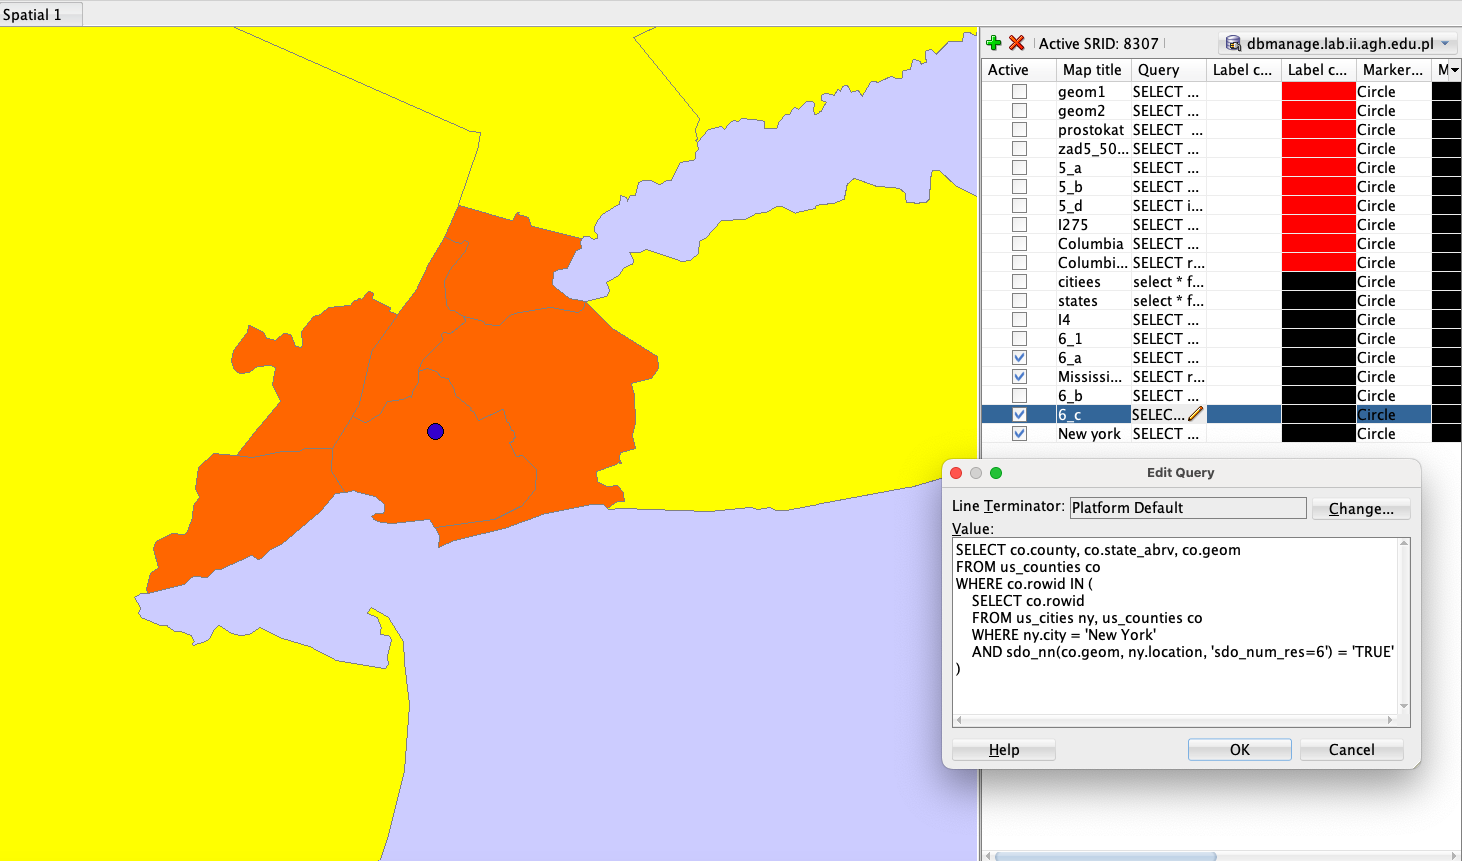 Spatial 1
Active SRID: 8307
dbmanage.lab.ii.agh.edu.pl
Active Map title Query Label c... Label c... Marker... M
geom1 SELECT ... Circle
geom2 SELECT ... Circle
prostokat SELECT ... Circle
zad5_50... SELECT ... Circle
5_a SELECT ... Circle
5_b SELECT ... Circle
5_d SELECT i... Circle
I275 SELECT ... Circle
Columbia SELECT ... Circle
Columbi... SELECT r... Circle
citiees select * f... Circle
states select * f... Circle
I4 SELECT ... Circle
6_1 SELECT ... Circle
6_a SELECT ... Circle
Mississi... SELECT r... Circle
6_b SELECT ... Circle
6_c SELEC... Circle
New york SELECT ... Circle
Edit Query
Line Terminator: Platform Default Change...
Value:
SELECT co.county, co.state_abrv, co.geom
FROM us_counties co
WHERE co.rowid IN (
SELECT co.rowid
FROM us_cities ny, us_counties co
WHERE ny.city = 'New York'
AND sdo_nn(co.geom, ny.location, 'sdo_num_res=6') = 'TRUE'
)
Help OK Cancel